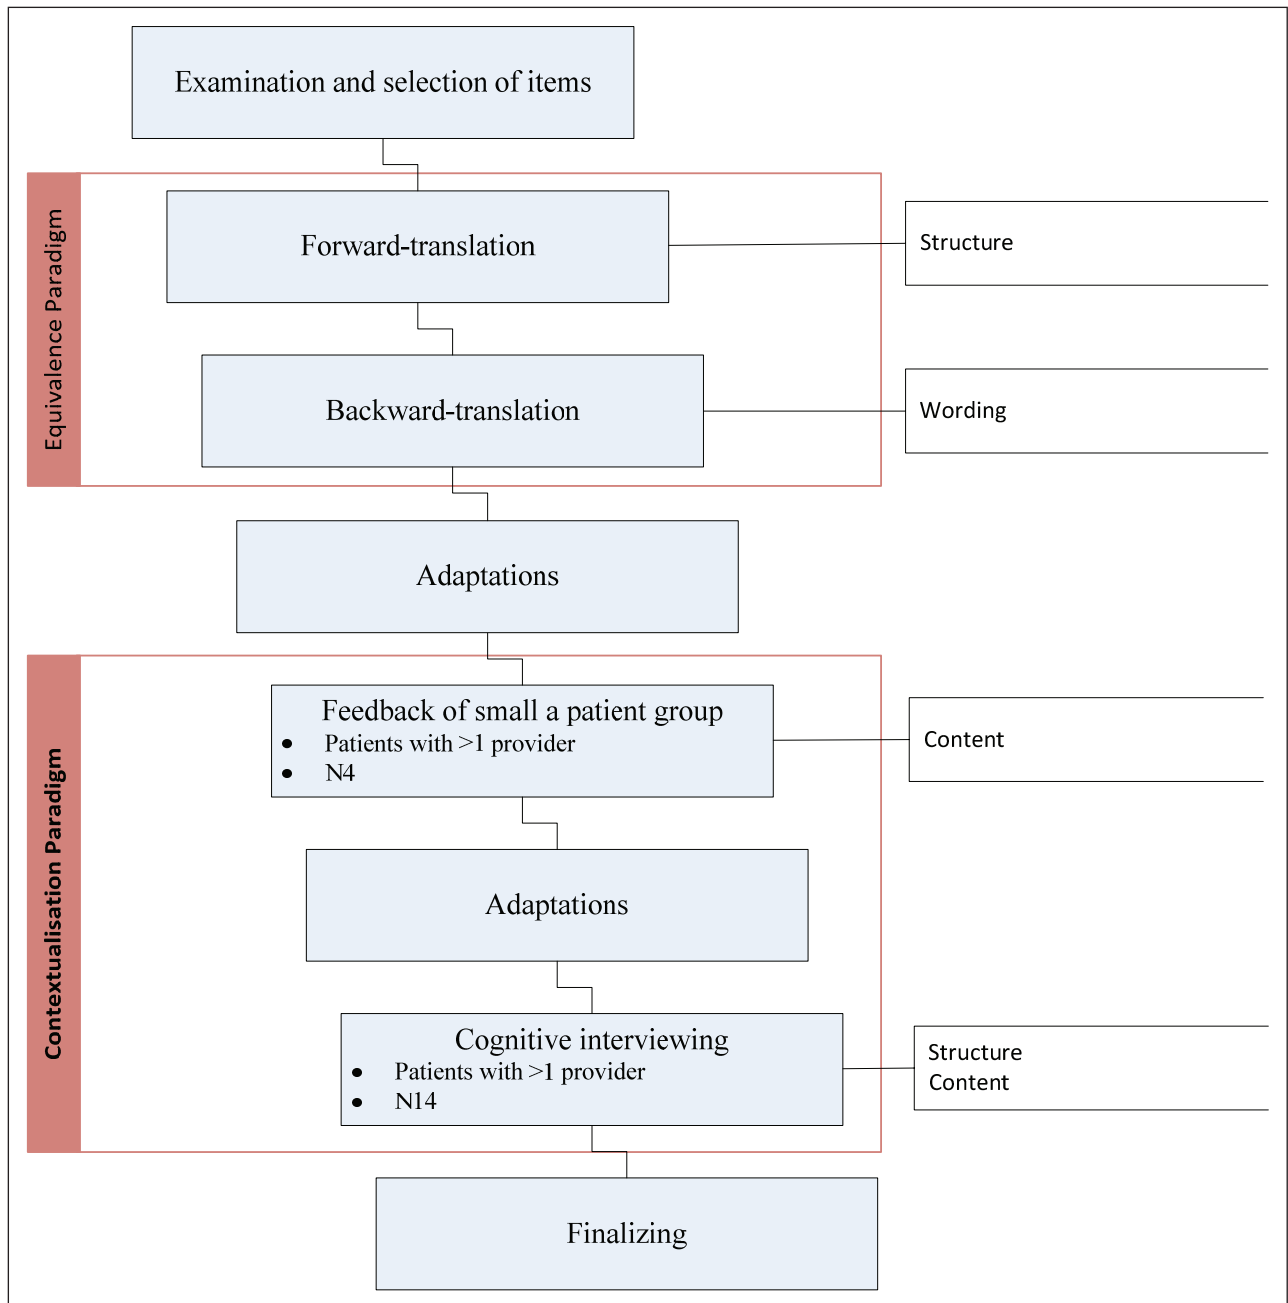 Examination and selection of items
Equivalence Paradigm
Forward-translation
Structure
Backward-translation
Wording
Adaptations
Contextualisation Paradigm
Feedback of small a patient group
• Patients with >1 provider
• N4
Content
Adaptations
Cognitive interviewing
• Patients with >1 provider
• N14
Structure
Content
Finalizing